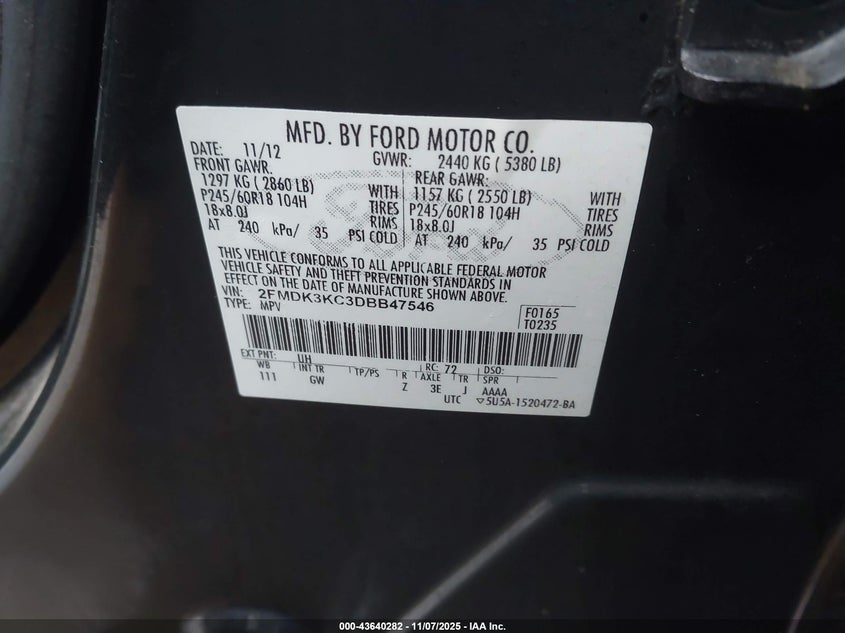 MFD. BY FORD MOTOR CO.
DATE: 11/12 GVWR: 2440 KG ( 5380 LB)
FRONT GAWR: REAR GAWR:
1297 KG ( 2860 LB) WITH 1157 KG ( 2550 LB) WITH
P245/60R18 104H TIRES P245/60R18 104H TIRES
18x8.0J RIMS 18x8.0J RIMS
AT 240 kPa/ 35 PSI COLD AT 240 kPa/ 35 PSI COLD
THIS VEHICLE CONFORMS TO ALL APPLICABLE FEDERAL MOTOR
VEHICLE SAFETY AND THEFT PREVENTION STANDARDS IN
EFFECT ON THE DATE OF MANUFACTURE SHOWN ABOVE.
VIN: 2FMDK3KC3DBB47546
TYPE: MPV
F0165
T0235
EXT PNT: UH RC: 72 DSO:
WB INT TR TP/PS R AXLE TR SPR
111 GW Z 3E J AAAA
UTC ▽5U5A-1520472-BA
000-43640282 - 11/07/2025 - IAA Inc.